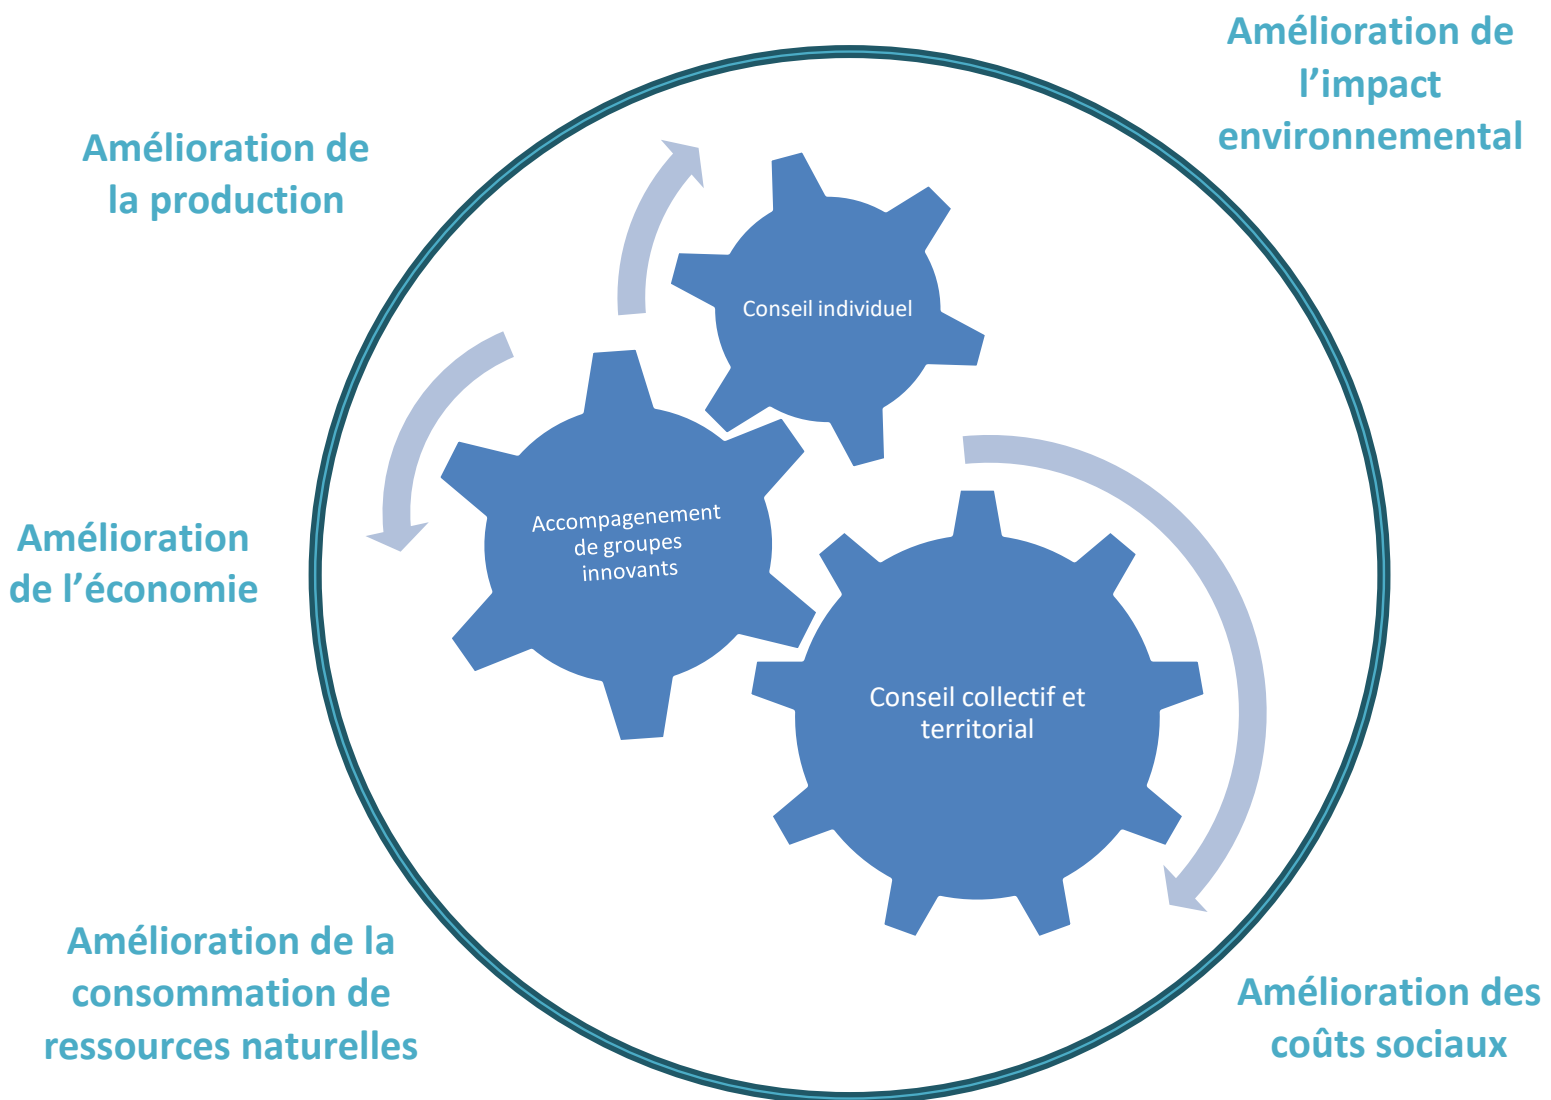 Amélioration de
l’impact
environnemental
Amélioration de
la production
Conseil individuel
Accompagenement
de groupes
innovants
Amélioration
de l’économie
Conseil collectif et
territorial
Amélioration de la
consommation de
ressources naturelles
Amélioration des
coûts sociaux